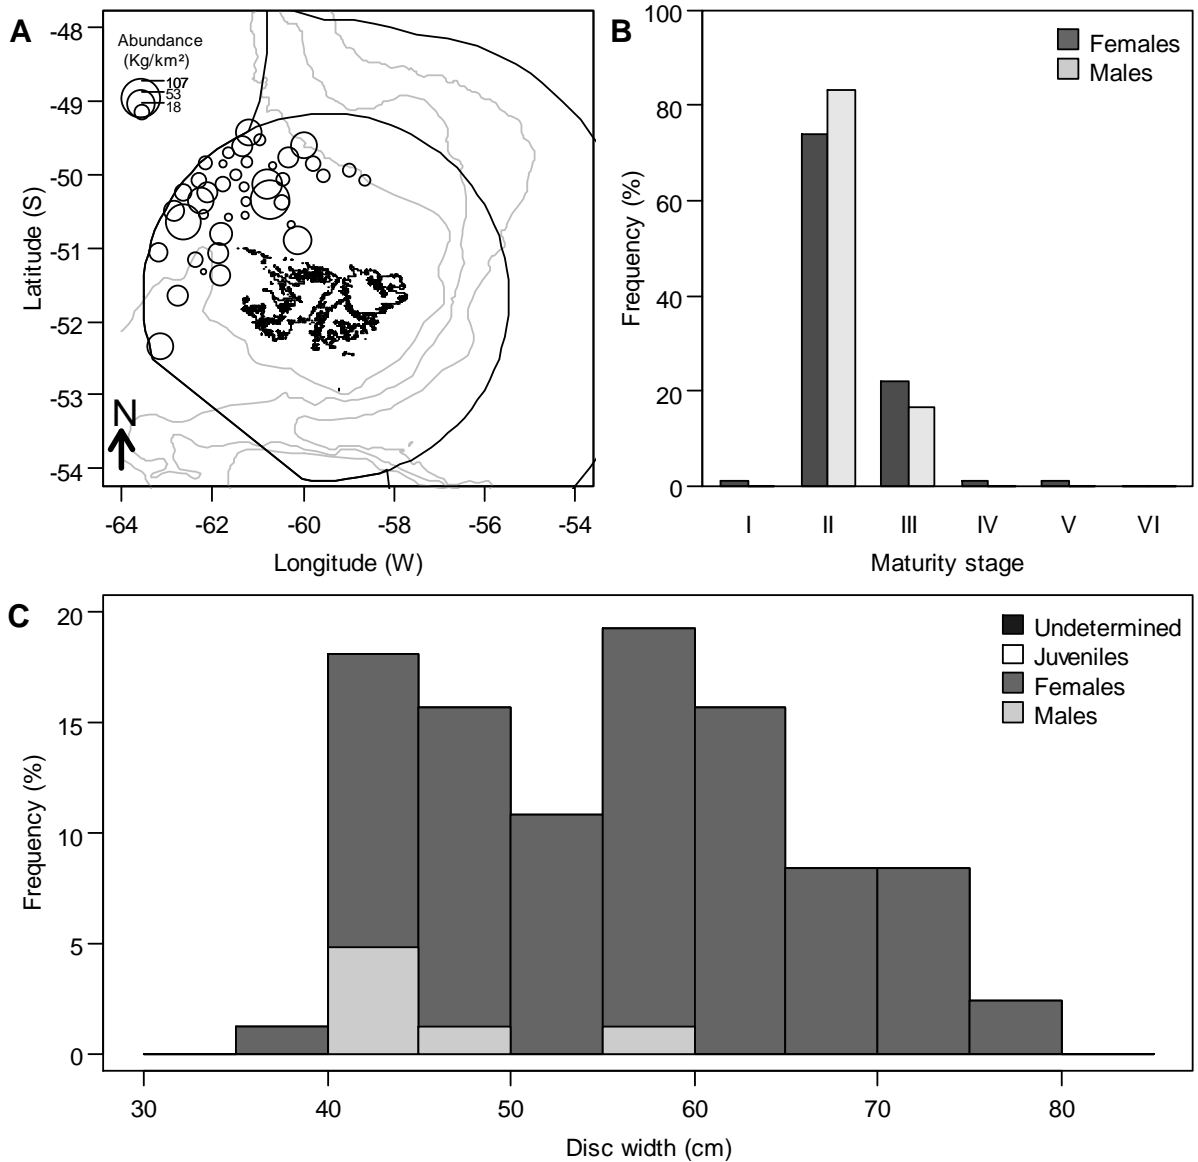 A
Abundance
(Kg/km²)
107
53
18
-48
-49
-50
-51
-52
-53
-54
Latitude (S)
N
-64
-62
-60
-58
-56
-54
Longitude (W)
B
100
80
60
40
20
0
Frequency (%)
Females
Males
I
II
III
IV
V
VI
Maturity stage
C
20
15
10
5
0
Frequency (%)
Undetermined
Juveniles
Females
Males
30
40
50
60
70
80
Disc width (cm)